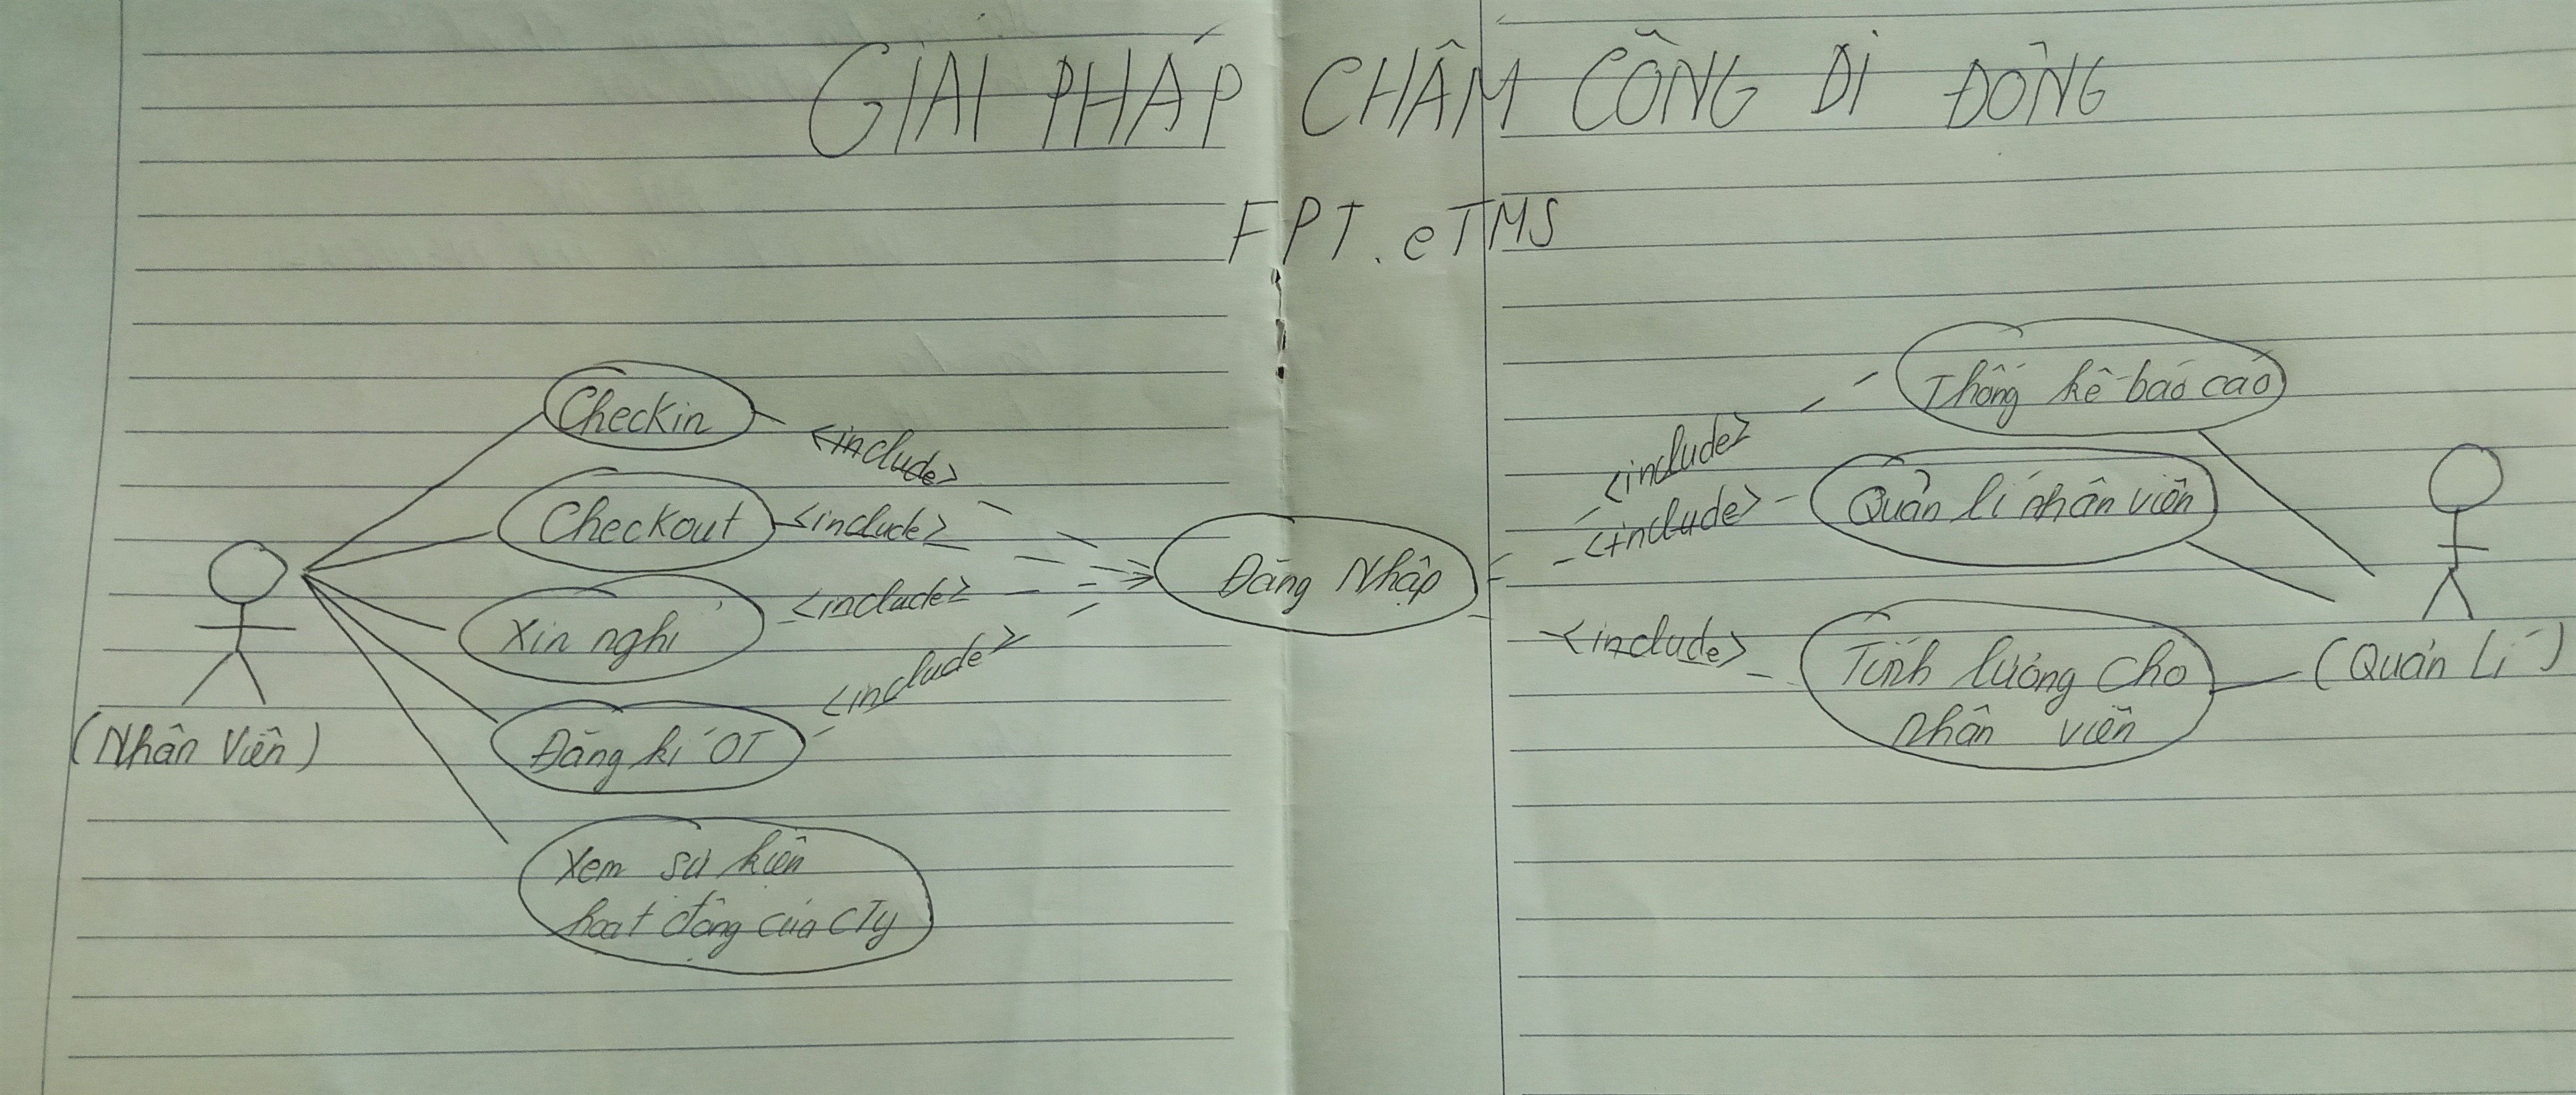 GIẢI PHÁP CHẤM CÔNG DI ĐỘNG
FPT.eTMS
Checkin
<include>
Checkout
<include>
Xin nghỉ
<include>
Đăng kí OT
<include>
Xem sự kiện
hoạt động của CTy
(Nhân Viên)
Đăng Nhập
Thống kê báo cáo
<include>
Quản lí nhân viên
<include>
Tính lương cho
nhân viên
<include>
(Quản Lí)